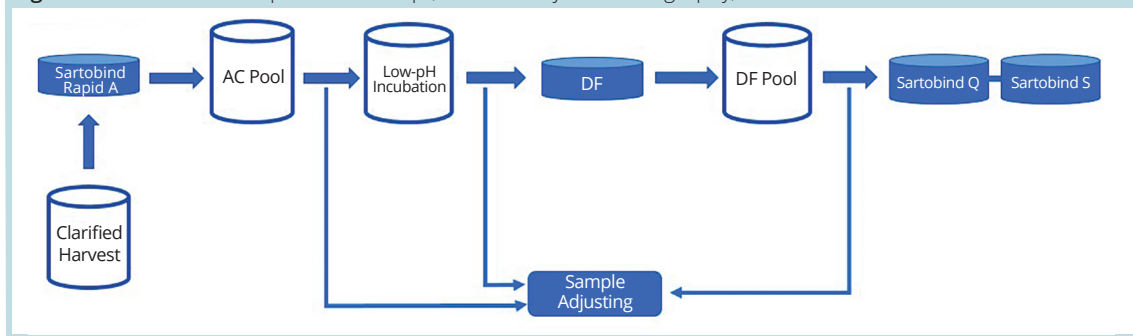 Sartobind
Rapid A
AC Pool
Low-pH
Incubation
DF
DF Pool
Sartobind Q
Sartobind S
Clarified
Harvest
Sample
Adjusting